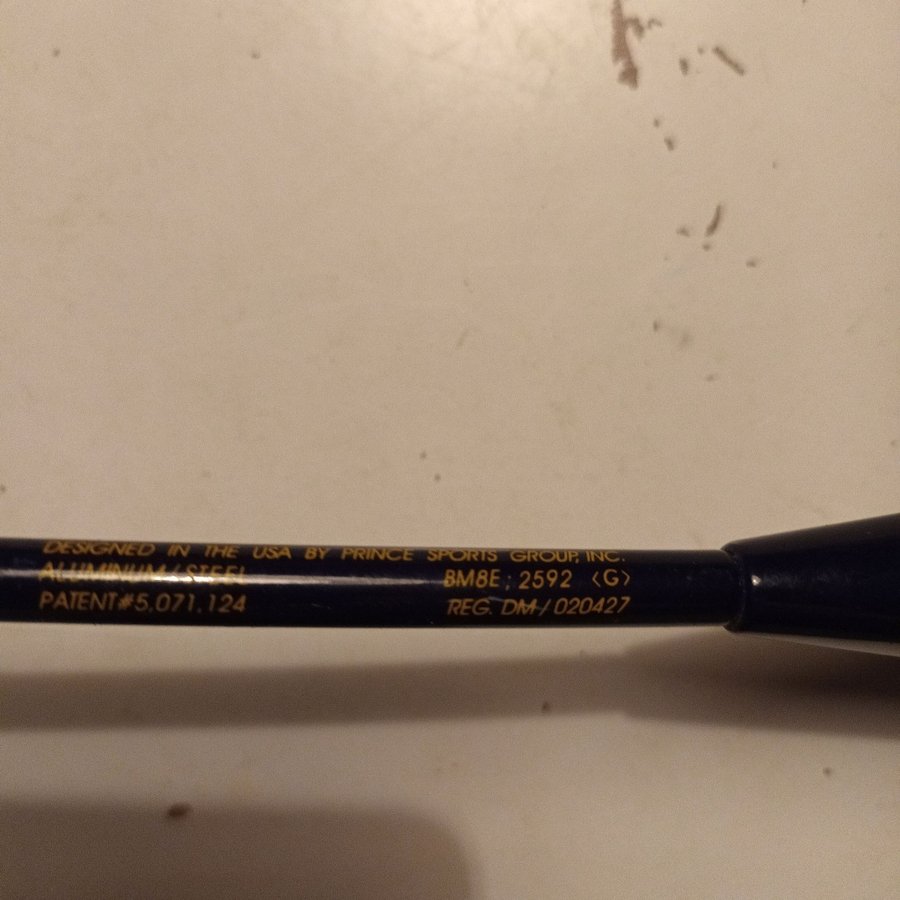 DESIGNED IN THE USA BY PRINCE SPORTS GROUP, INC.
ALUMINUM/STEEL BM8E; 2592 <G>
PATENT#5.071.124 REG. DM/020427